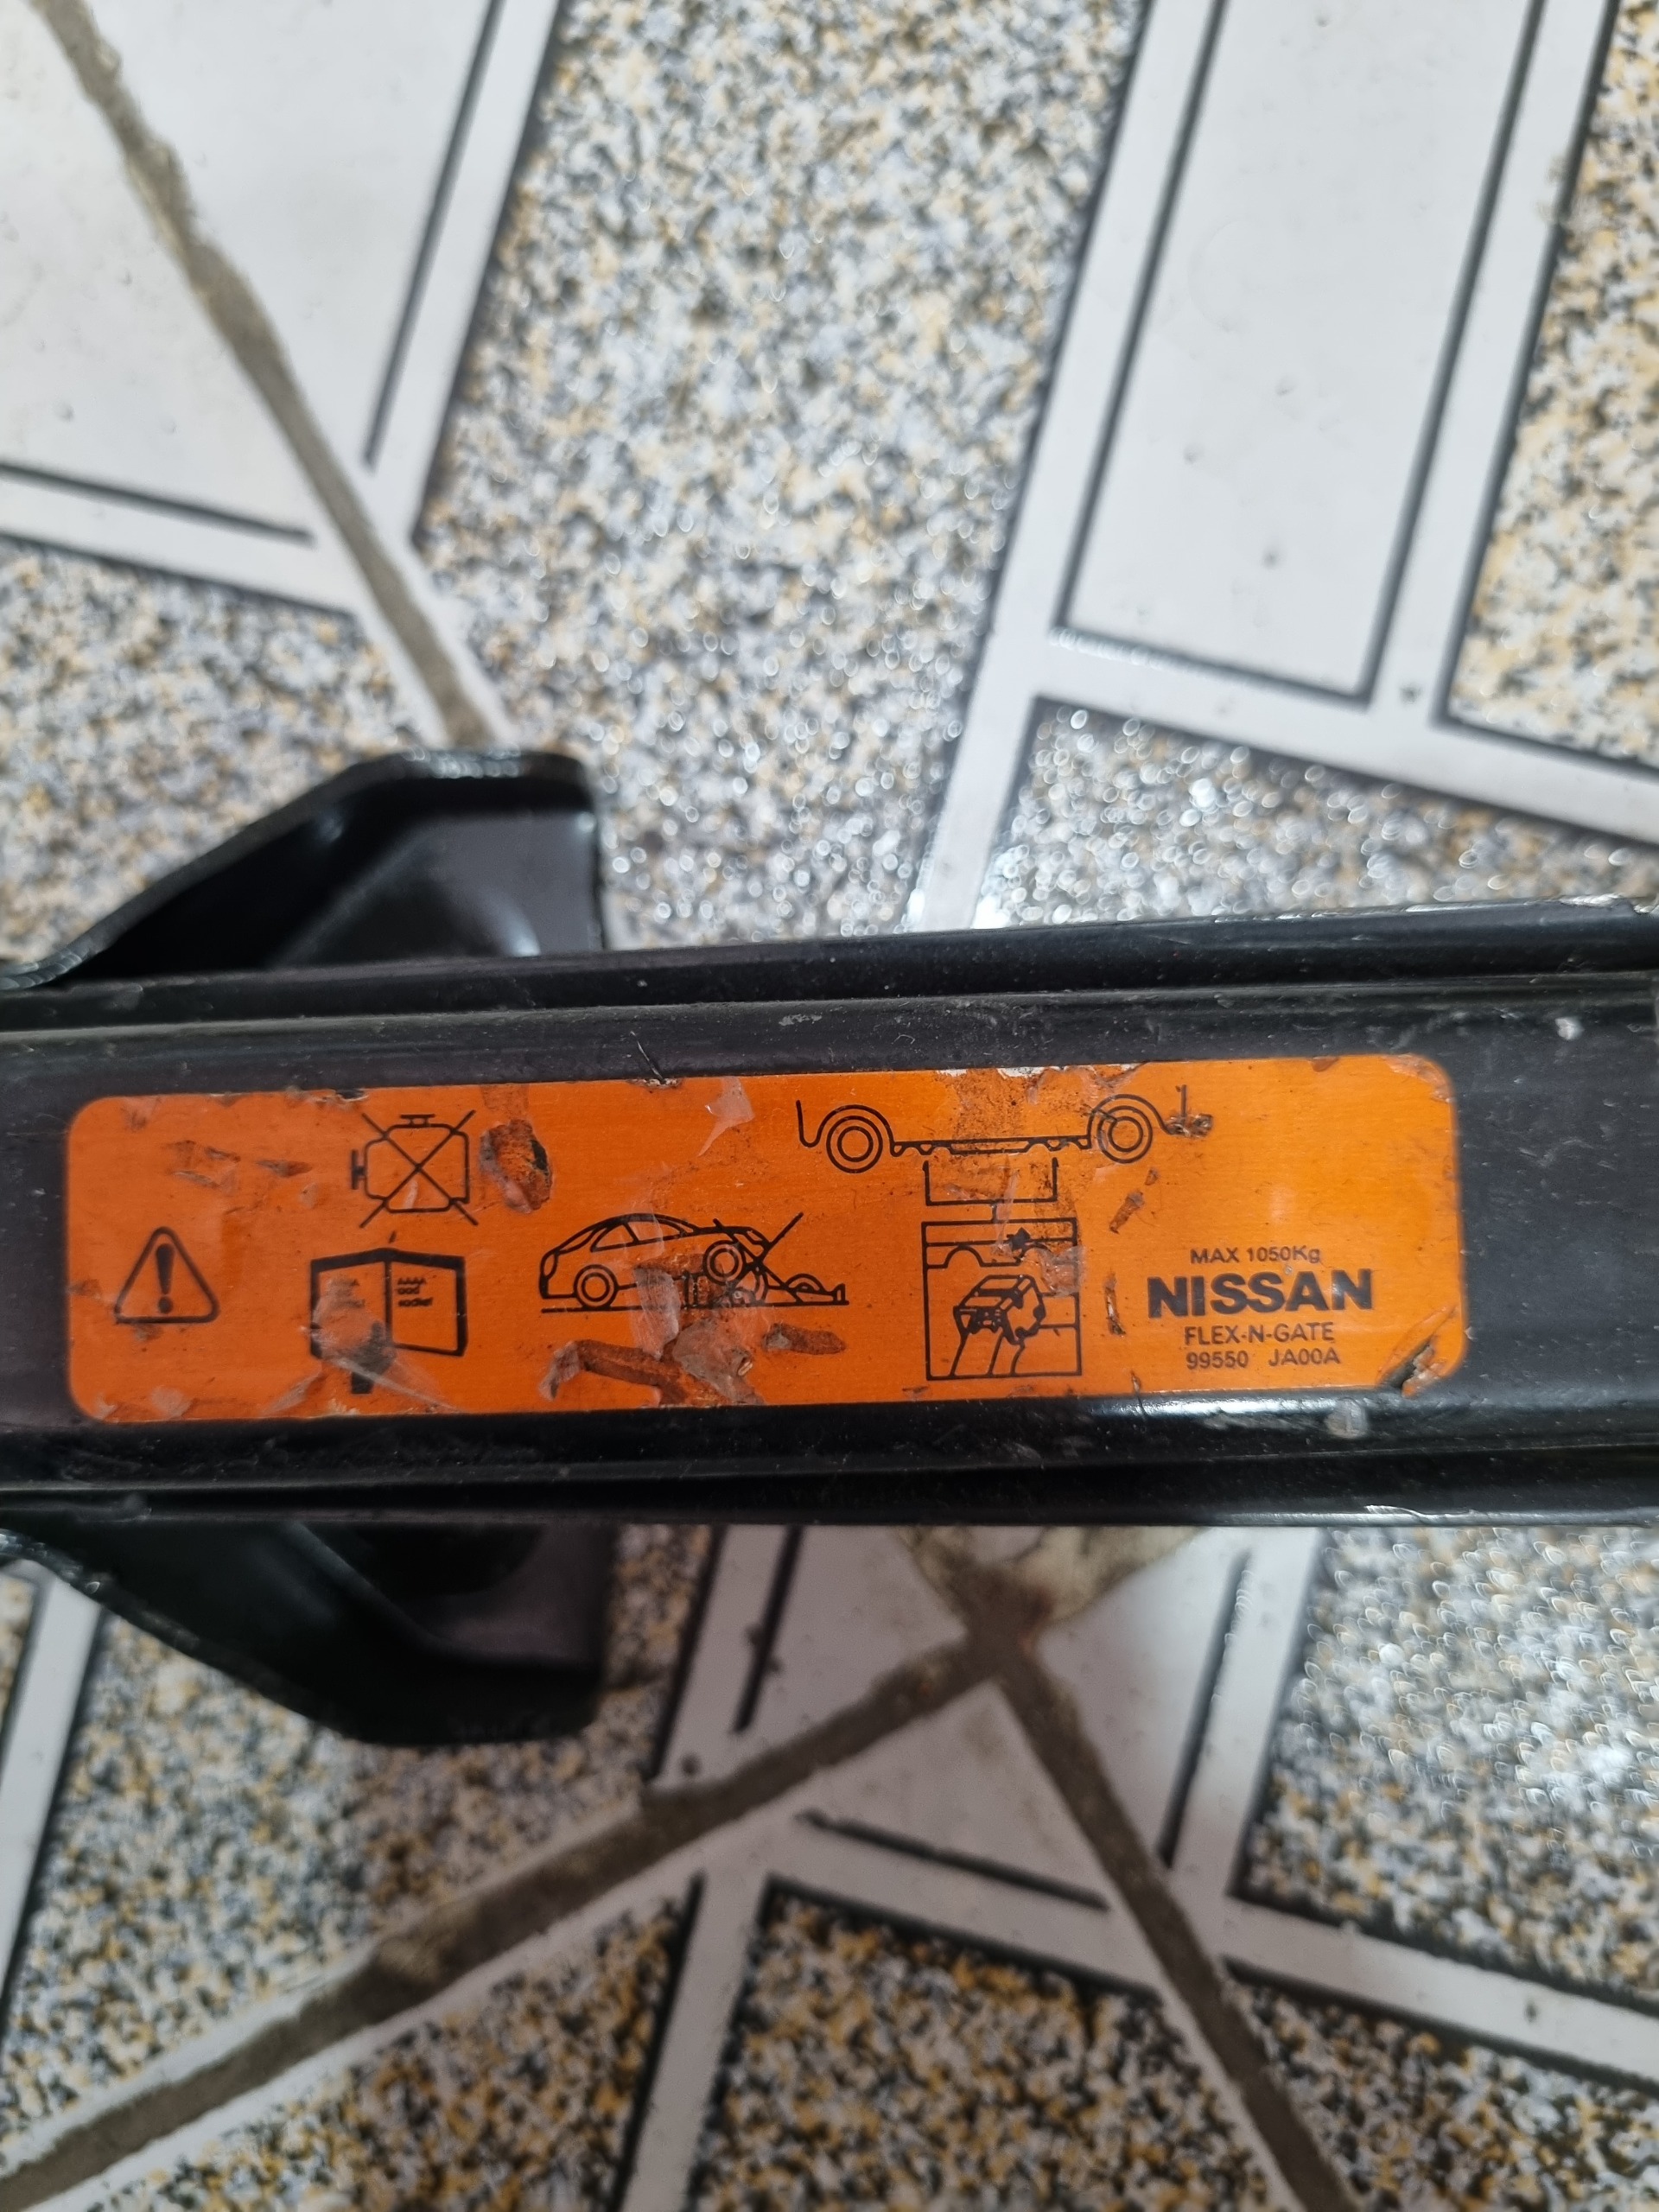 MAX 1050Kg
NISSAN
FLEX-N-GATE
99550 JA00A